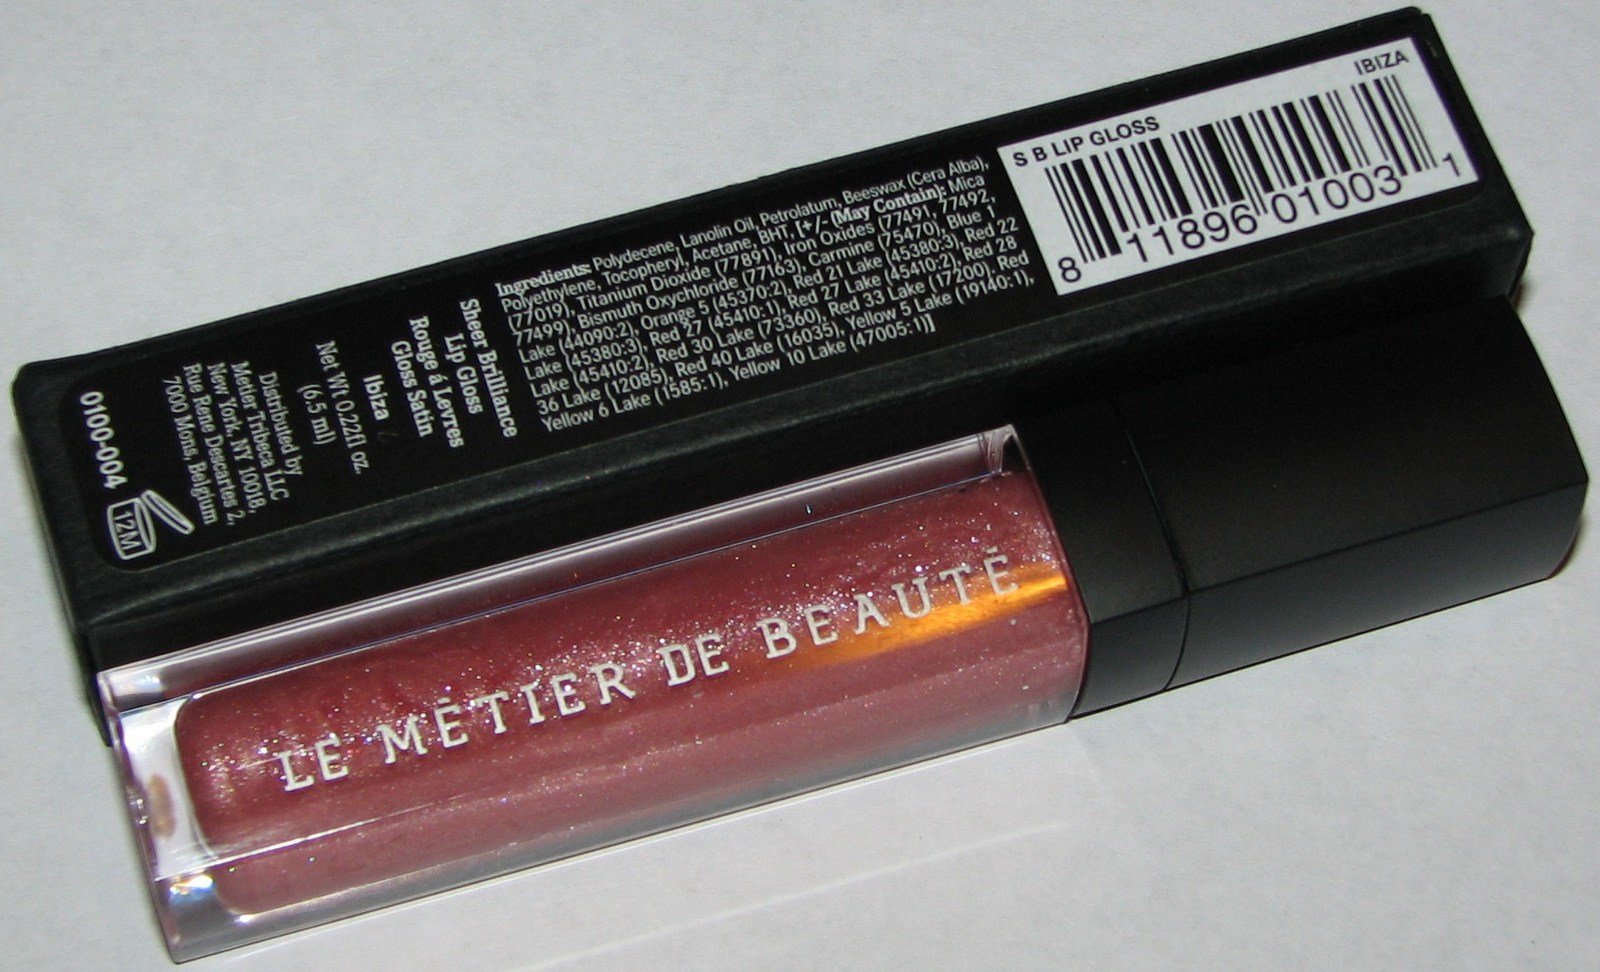 S B LIP GLOSS
IBIZA
8 11896 01003 1
Ingredients: Polydecene, Lanolin Oil, Petrolatum, Beeswax (Cera Alba),
Polyethylene, Tocopheryl, Acetane, BHT, [+/- (May Contain): Mica
(77019), Titanium Dioxide (77891), Iron Oxides (77491, 77492,
77499), Bismuth Oxychloride (77163), Carmine (75470), Blue 1
Lake (44090:2), Orange 5 (45370:2), Red 21 Lake (45380:3), Red 22
Lake (45380:3), Red 27 (45410:1), Red 27 Lake (45410:2), Red 28
Lake (45410:2), Red 30 Lake (73360), Red 33 Lake (17200), Red
36 Lake (12085), Red 40 Lake (16035), Yellow 5 Lake (19140:1),
Yellow 6 Lake (1585:1), Yellow 10 Lake (47005:1)]
Sheer Brilliance
Lip Gloss
Rouge á Levres
Gloss Satin
Ibiza
Net Wt 0.22fl oz.
(6.5 ml)
Distributed by
Metier Tribeca LLC
New York, NY 10018,
Rue Rene Descartes 2,
7000 Mons, Belgium
0100-004
12M
LE MÉTIER DE BEAUTÉ